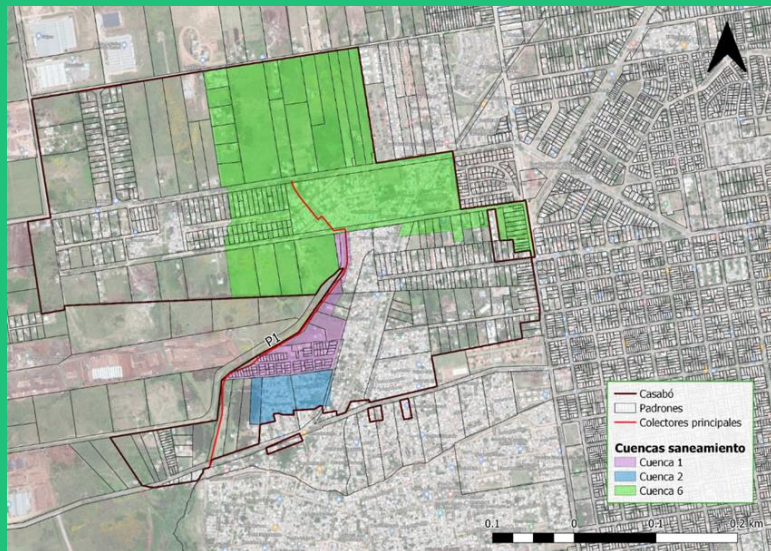 P1
Casabó
Padrones
Colectores principales
Cuencas saneamiento
Cuenca 1
Cuenca 2
Cuenca 6
0.1 0 0.1 0.2 km